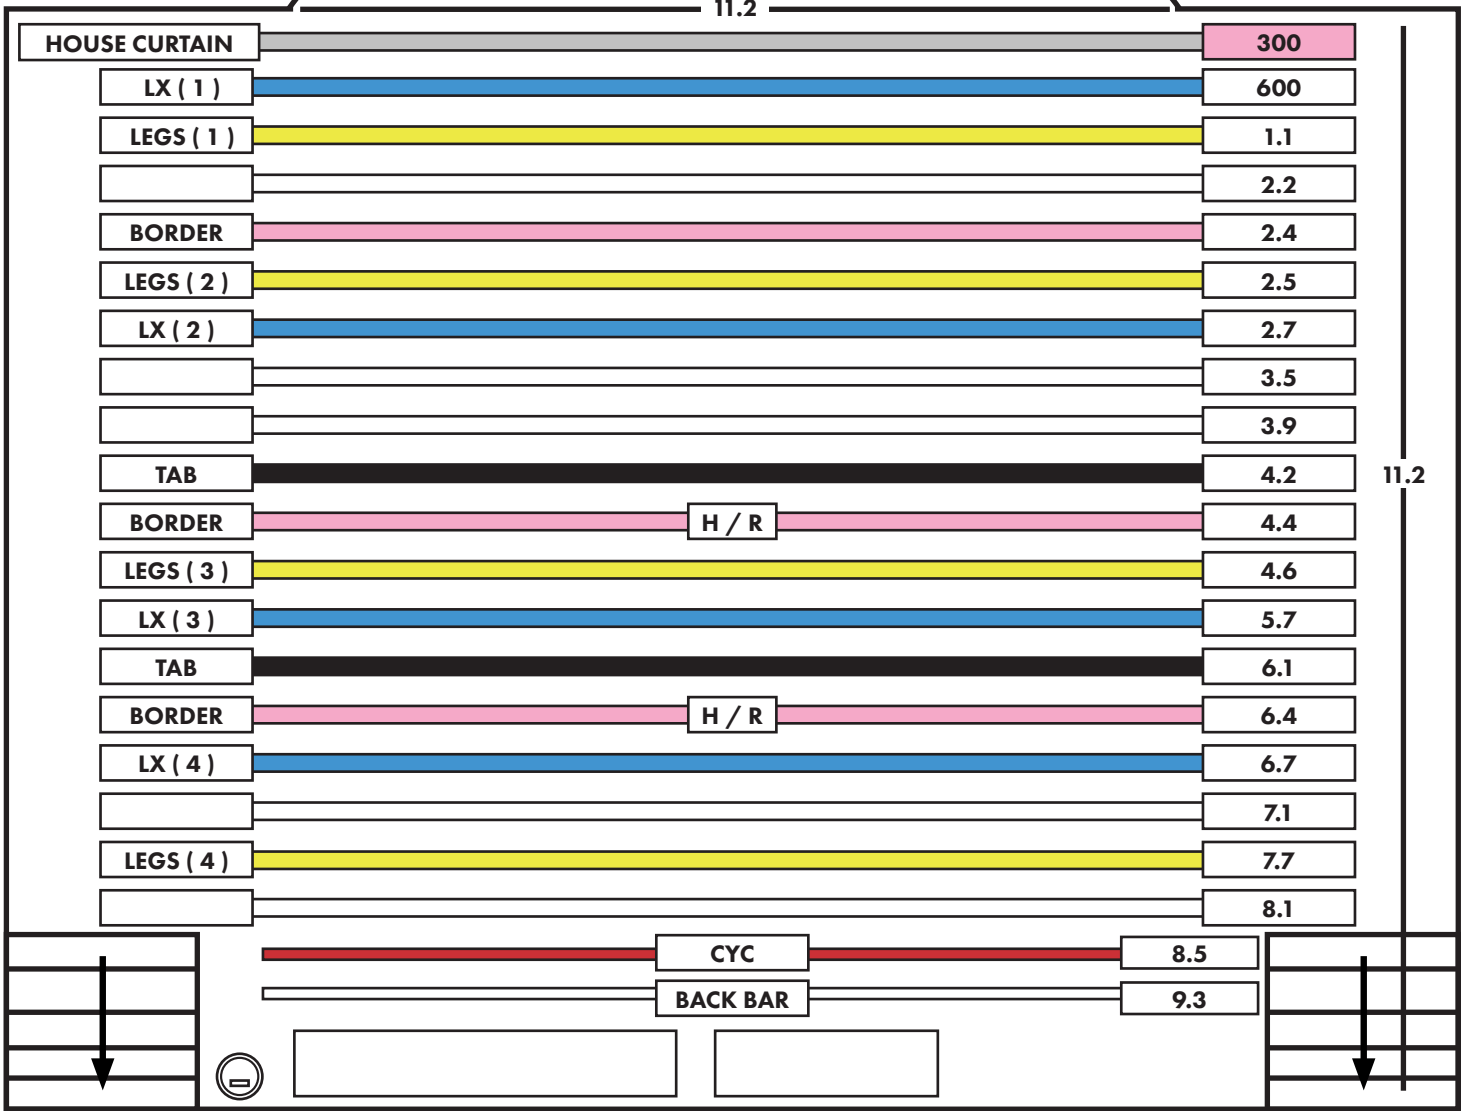 11.2
HOUSE CURTAIN 300
LX ( 1 ) 600
LEGS ( 1 ) 1.1
2.2
BORDER 2.4
LEGS ( 2 ) 2.5
LX ( 2 ) 2.7
3.5
3.9
TAB 4.2 11.2
BORDER H / R 4.4
LEGS ( 3 ) 4.6
LX ( 3 ) 5.7
TAB 6.1
BORDER H / R 6.4
LX ( 4 ) 6.7
7.1
LEGS ( 4 ) 7.7
8.1
CYC 8.5
BACK BAR 9.3